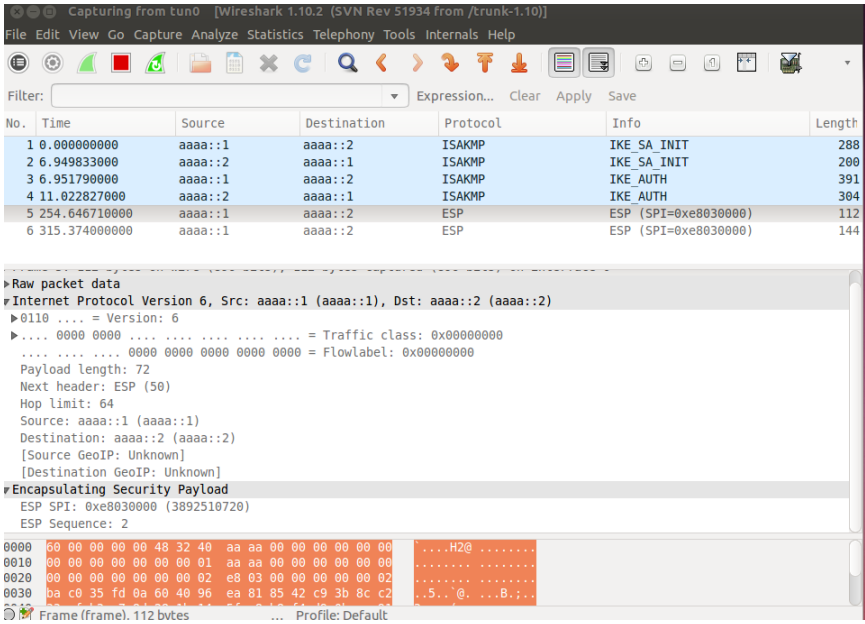 Capturing from tun0 [Wireshark 1.10.2 (SVN Rev 51934 from /trunk-1.10)]
File Edit View Go Capture Analyze Statistics Telephony Tools Internals Help
Filter: Expression... Clear Apply Save
No. Time Source Destination Protocol Info Length
1 0.000000000 aaaa::1 aaaa::2 ISAKMP IKE_SA_INIT 288
2 6.949833000 aaaa::2 aaaa::1 ISAKMP IKE_SA_INIT 200
3 6.951790000 aaaa::1 aaaa::2 ISAKMP IKE_AUTH 391
4 11.022827000 aaaa::2 aaaa::1 ISAKMP IKE_AUTH 304
5 254.646710000 aaaa::1 aaaa::2 ESP ESP (SPI=0xe8030000) 112
6 315.374000000 aaaa::1 aaaa::2 ESP ESP (SPI=0xe8030000) 144
Raw packet data
Internet Protocol Version 6, Src: aaaa::1 (aaaa::1), Dst: aaaa::2 (aaaa::2)
0110 .... = Version: 6
.... 0000 0000 .... .... .... .... .... = Traffic class: 0x00000000
.... .... .... 0000 0000 0000 0000 0000 = Flowlabel: 0x00000000
Payload length: 72
Next header: ESP (50)
Hop limit: 64
Source: aaaa::1 (aaaa::1)
Destination: aaaa::2 (aaaa::2)
[Source GeoIP: Unknown]
[Destination GeoIP: Unknown]
Encapsulating Security Payload
ESP SPI: 0xe8030000 (3892510720)
ESP Sequence: 2
0000 60 00 00 00 00 48 32 40 aa aa 00 00 00 00 00 00 `....H2@ ........
0010 00 00 00 00 00 00 00 01 aa aa 00 00 00 00 00 00 ........ ........
0020 00 00 00 00 00 00 00 02 e8 03 00 00 00 00 00 02 ........ ........
0030 ba c0 35 fd 0a 60 40 96 ea 81 85 42 c9 3b 8c c2 ..5..`@. ...B.;..
Frame (frame), 112 bytes ... Profile: Default